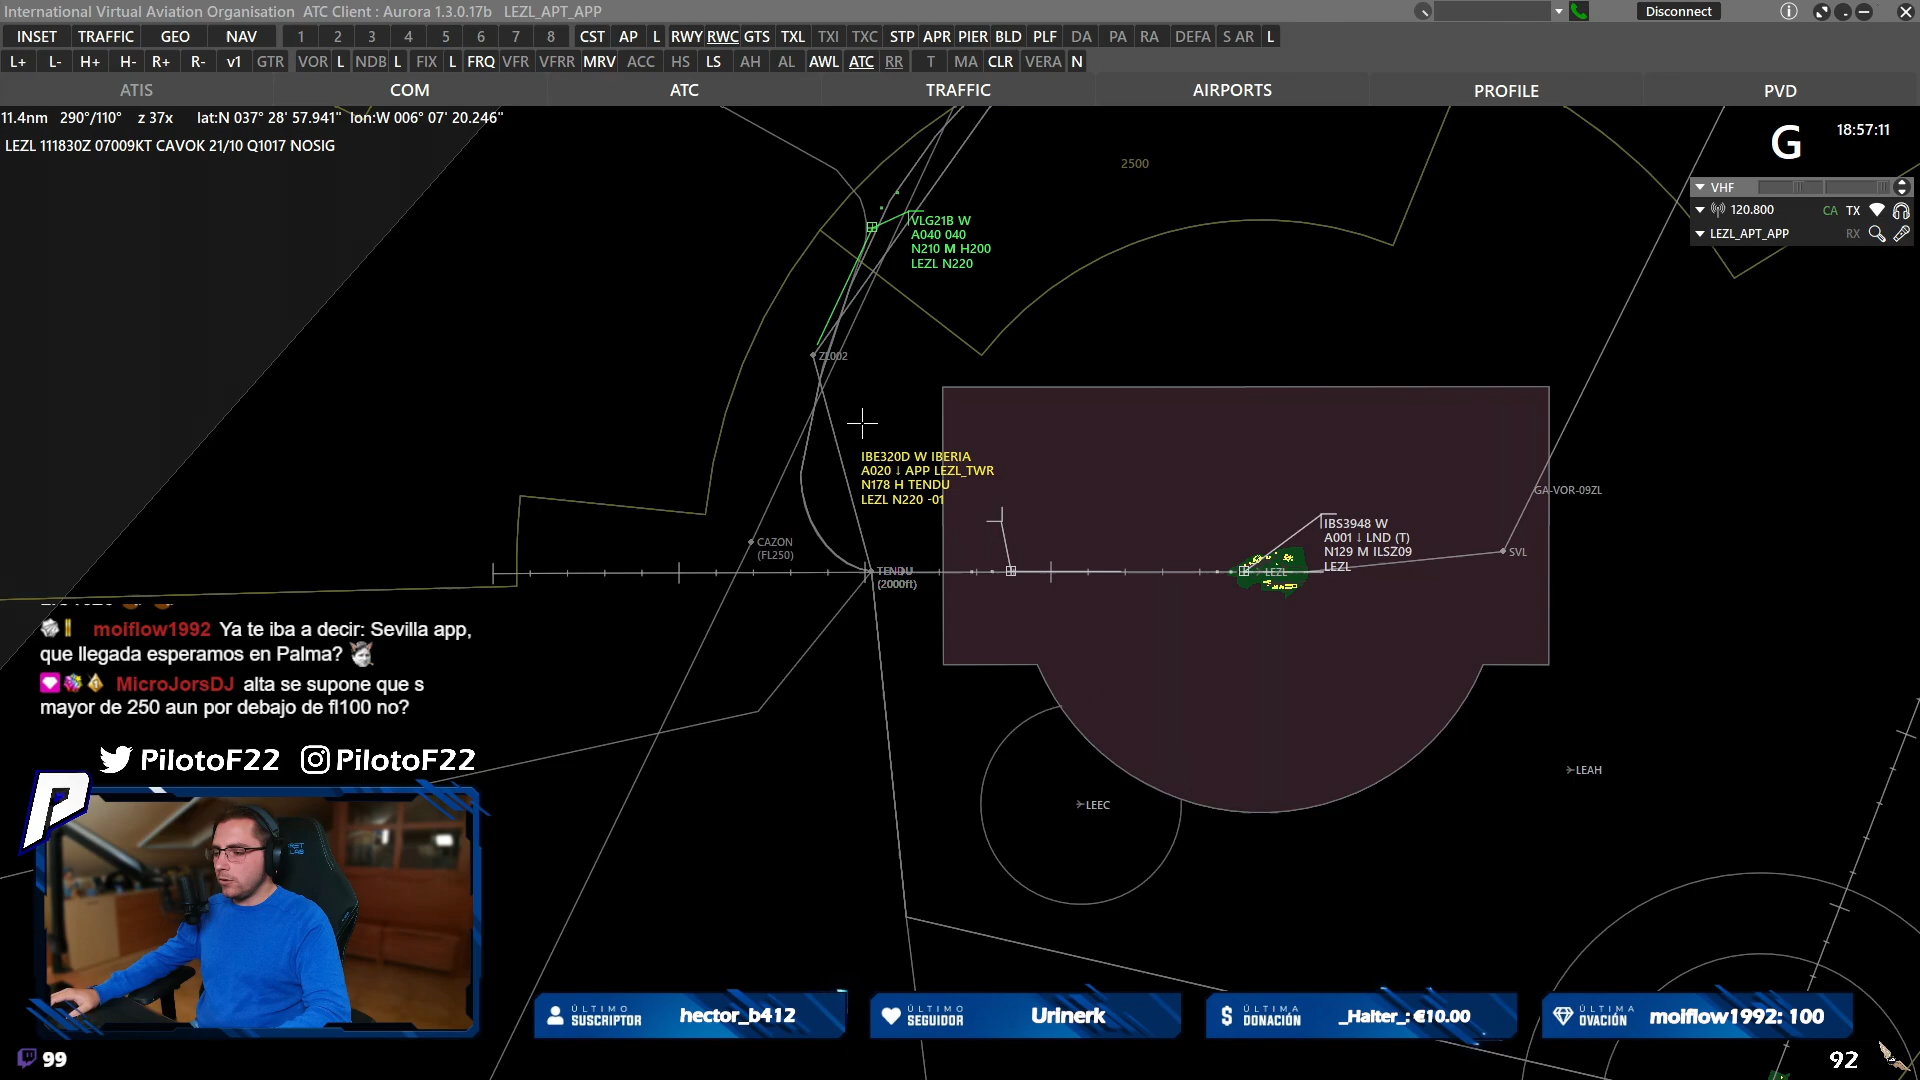 International Virtual Aviation Organisation   ATC Client : Aurora 1.3.0.17b   LEZL_APT_APP
Disconnect
INSET TRAFFIC GEO NAV 1 2 3 4 5 6 7 8 CST AP L RWY RWC GTS TXL TXI TXC STP APR PIER BLD PLF DA PA RA DEFA S AR L
L+ L- H+ H- R+ R- v1 GTR VOR L NDB L FIX L FRQ VFR VFRR MRV ACC HS LS AH AL AWL ATC RR T MA CLR VERA N
ATIS COM ATC TRAFFIC AIRPORTS PROFILE PVD
11.4nm 290°/110° z 37x lat:N 037° 28' 57.941" lon:W 006° 07' 20.246"
LEZL 111830Z 07009KT CAVOK 21/10 Q1017 NOSIG
G 18:57:11
VHF
120.800 CA TX
LEZL_APT_APP RX
2500
VLG21B W
A040 040
N210 M H200
LEZL N220
ZL002
IBE320D W IBERIA
A020 ↓ APP LEZL_TWR
N178 H TENDU
LEZL N220 -01
GA-VOR-09ZL
IBS3948 W
A001 ↓ LND (T)
N129 M ILSZ09
LEZL
CAZON
(FL250)
SVL
TENDU
(2000ft)
LEZL
LEAH
LEEC
moiflow1992 Ya te iba a decir: Sevilla app,
que llegada esperamos en Palma?
MicroJorsDJ alta se supone que s
mayor de 250 aun por debajo de fl100 no?
PilotoF22 PilotoF22
P
ÚLTIMO
SUSCRIPTOR hector_b412
ÚLTIMO
SEGUIDOR Urinerk
ÚLTIMA
DONACIÓN _Halter_: €10.00
ÚLTIMA
OVACIÓN moiflow1992: 100
99
92